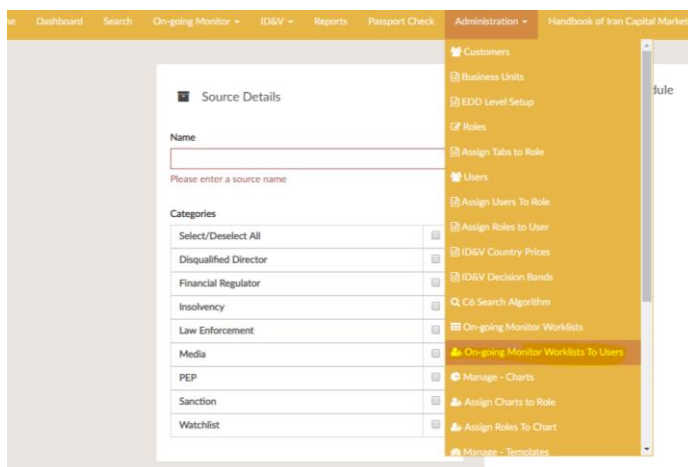 Dashboard Search On-going Monitor ID&V Reports Passport Check Administration Handbook of Iran Capital Market
Source Details
Name
Please enter a source name
Categories
Select/Deselect All
Disqualified Director
Financial Regulator
Insolvency
Law Enforcement
Media
PEP
Sanction
Watchlist
Customers
Business Units
EDD Level Setup
Roles
Assign Tabs to Role
Users
Assign Users To Role
Assign Roles to User
ID&V Country Prices
ID&V Decision Bands
C6 Search Algorithm
On-going Monitor Worklists
On-going Monitor Worklists To Users
Manage - Charts
Assign Charts to Role
Assign Roles To Chart
Manage - Templates